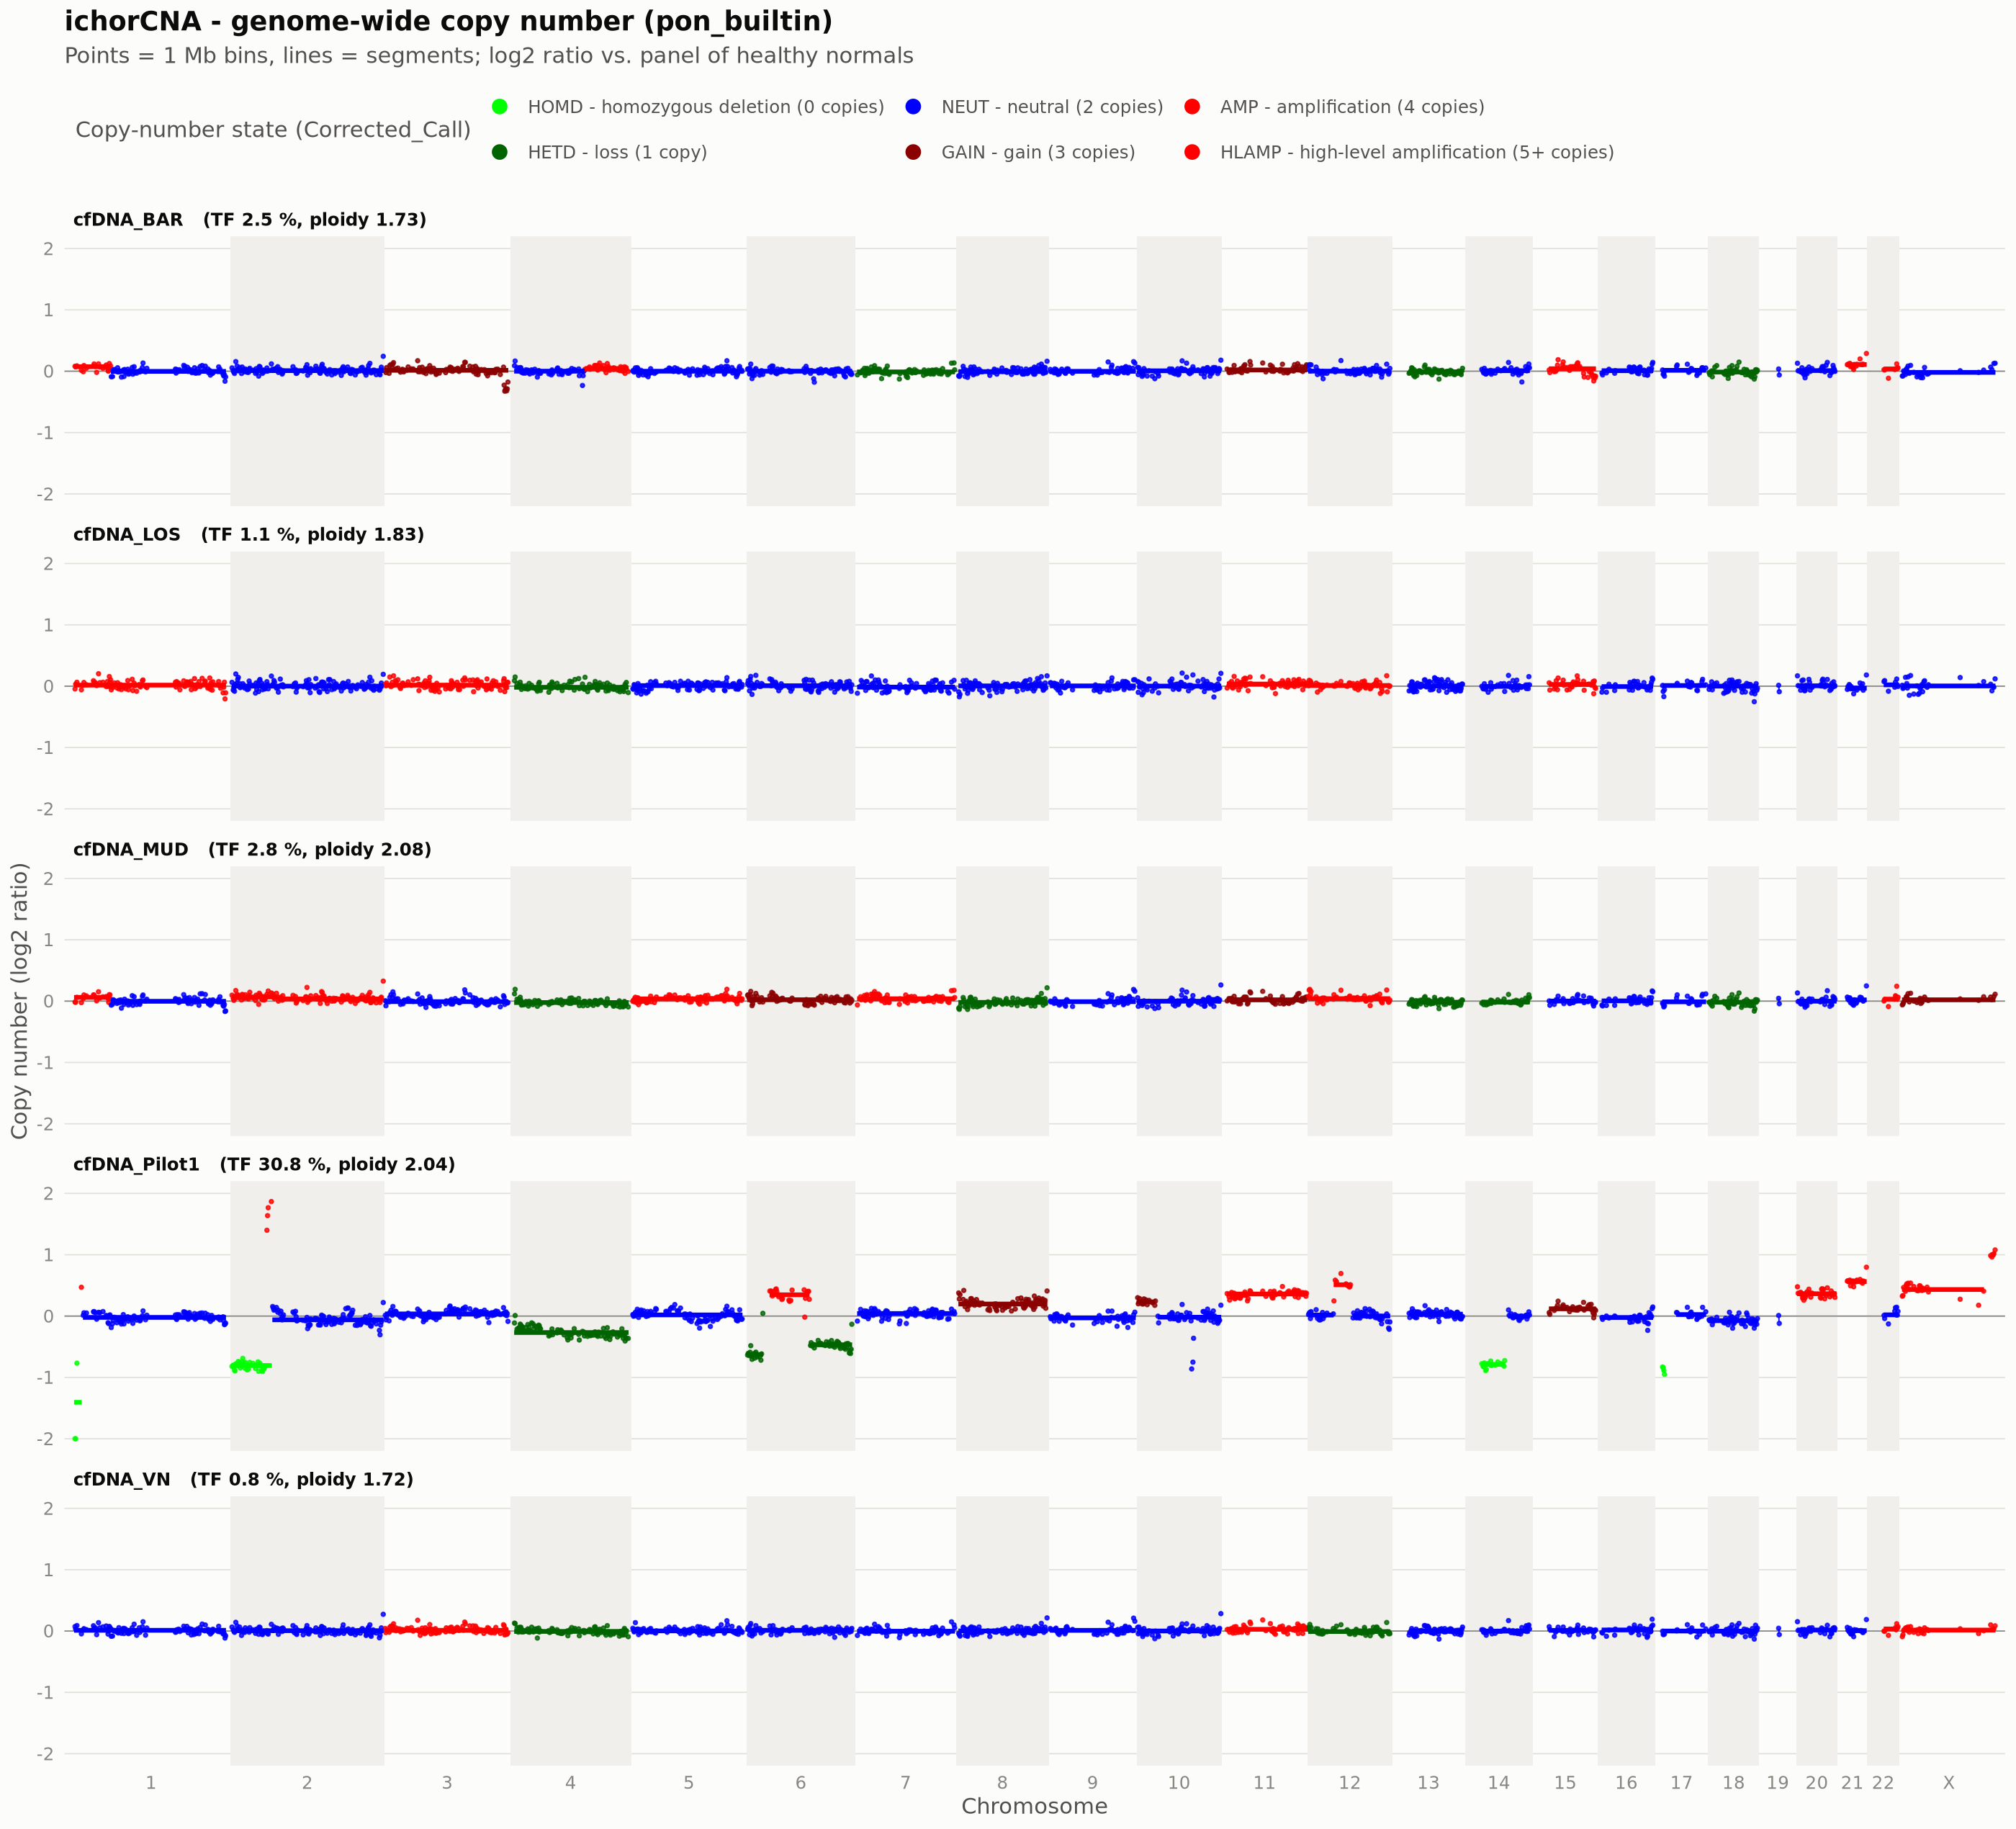 ichorCNA - genome-wide copy number (pon_builtin)
Points = 1 Mb bins, lines = segments; log2 ratio vs. panel of healthy normals
Copy-number state (Corrected_Call)
HOMD - homozygous deletion (0 copies)
NEUT - neutral (2 copies)
AMP - amplification (4 copies)
HETD - loss (1 copy)
GAIN - gain (3 copies)
HLAMP - high-level amplification (5+ copies)
Copy number (log2 ratio)
cfDNA_BAR (TF 2.5 %, ploidy 1.73)
2
1
0
-1
-2
cfDNA_LOS (TF 1.1 %, ploidy 1.83)
2
1
0
-1
-2
cfDNA_MUD (TF 2.8 %, ploidy 2.08)
2
1
0
-1
-2
cfDNA_Pilot1 (TF 30.8 %, ploidy 2.04)
2
1
0
-1
-2
cfDNA_VN (TF 0.8 %, ploidy 1.72)
2
1
0
-1
-2
1 2 3 4 5 6 7 8 9 10 11 12 13 14 15 16 17 18 19 20 21 22 X
Chromosome